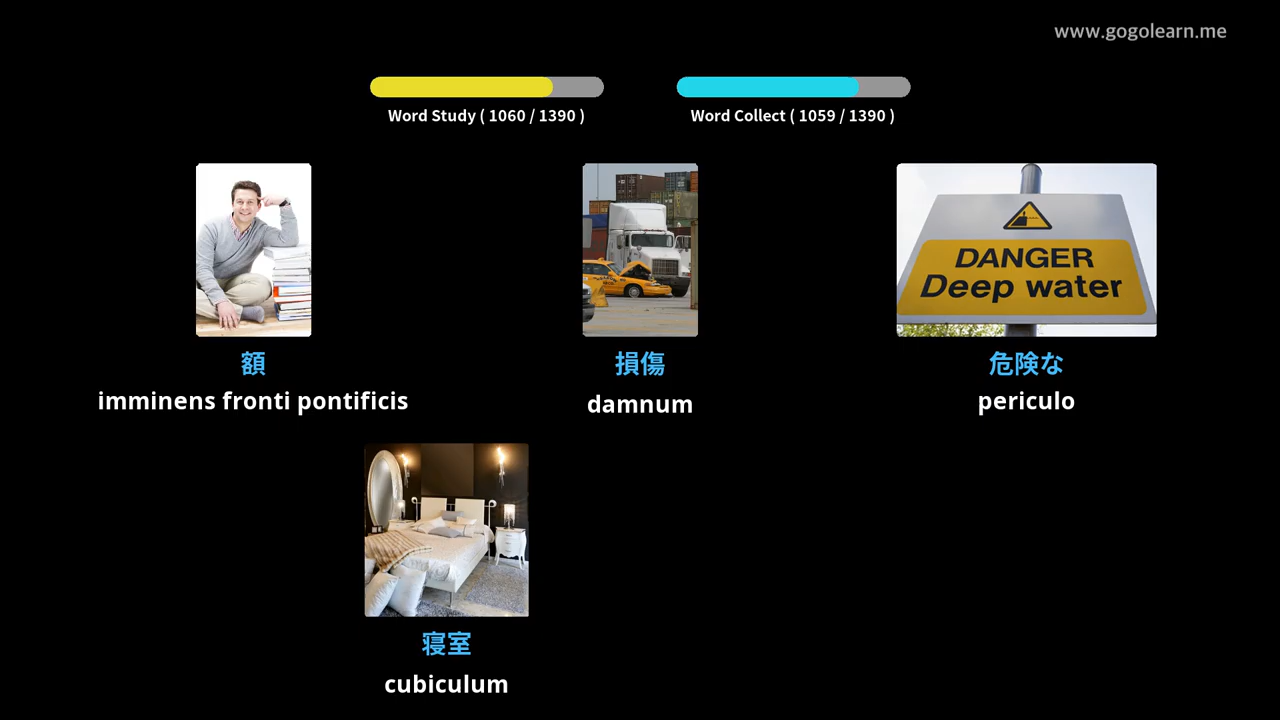 www.gogolearn.me
Word Study ( 1060 / 1390 )
Word Collect ( 1059 / 1390 )
DANGER
Deep water
額
損傷
危険な
imminens fronti pontificis
damnum
periculo
寝室
cubiculum